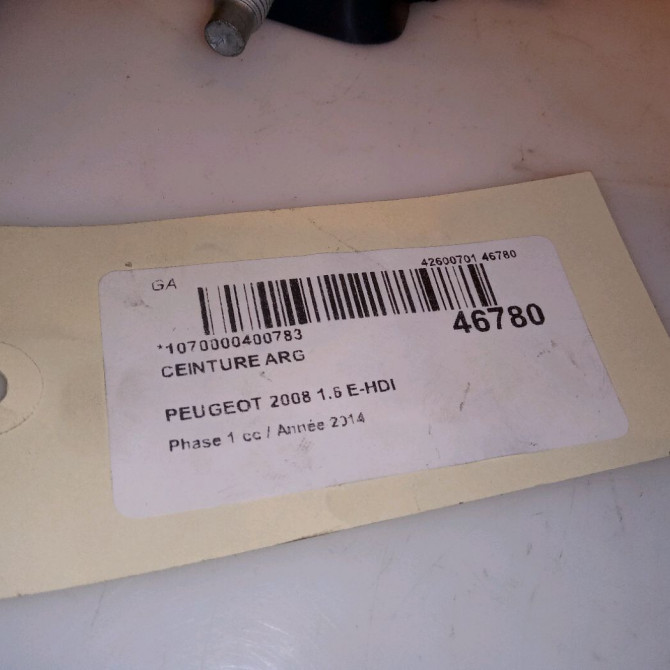 GA
42600701 46780
46780
*1070000400783
CEINTURE ARG
PEUGEOT 2008 1.6 E-HDI
Phase 1 cc / Année 2014